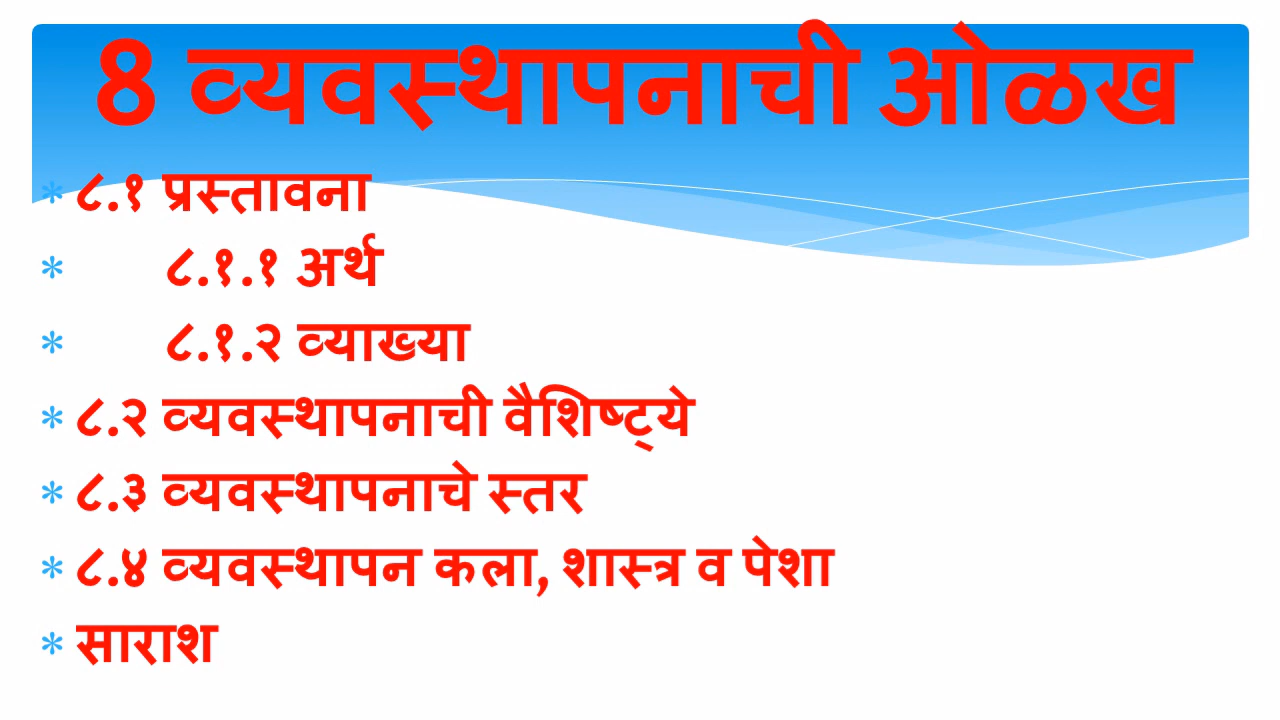 8 व्यवस्थापनाची ओळख
* ८.१ प्रस्तावना
* ८.१.१ अर्थ
* ८.१.२ व्याख्या
* ८.२ व्यवस्थापनाची वैशिष्ट्ये
* ८.३ व्यवस्थापनाचे स्तर
* ८.४ व्यवस्थापन कला, शास्त्र व पेशा
* साराश